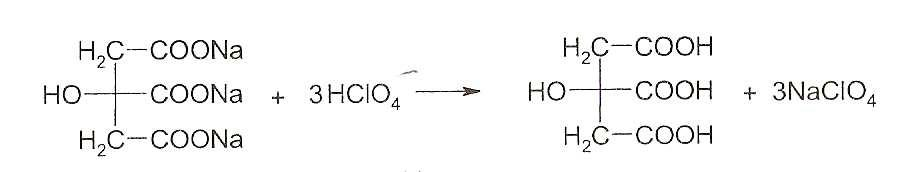 H₂C–COONa
HO–COONa + 3HClO₄ → HO–COOH + 3NaClO₄
H₂C–COONa
H₂C–COOH
H₂C–COOH